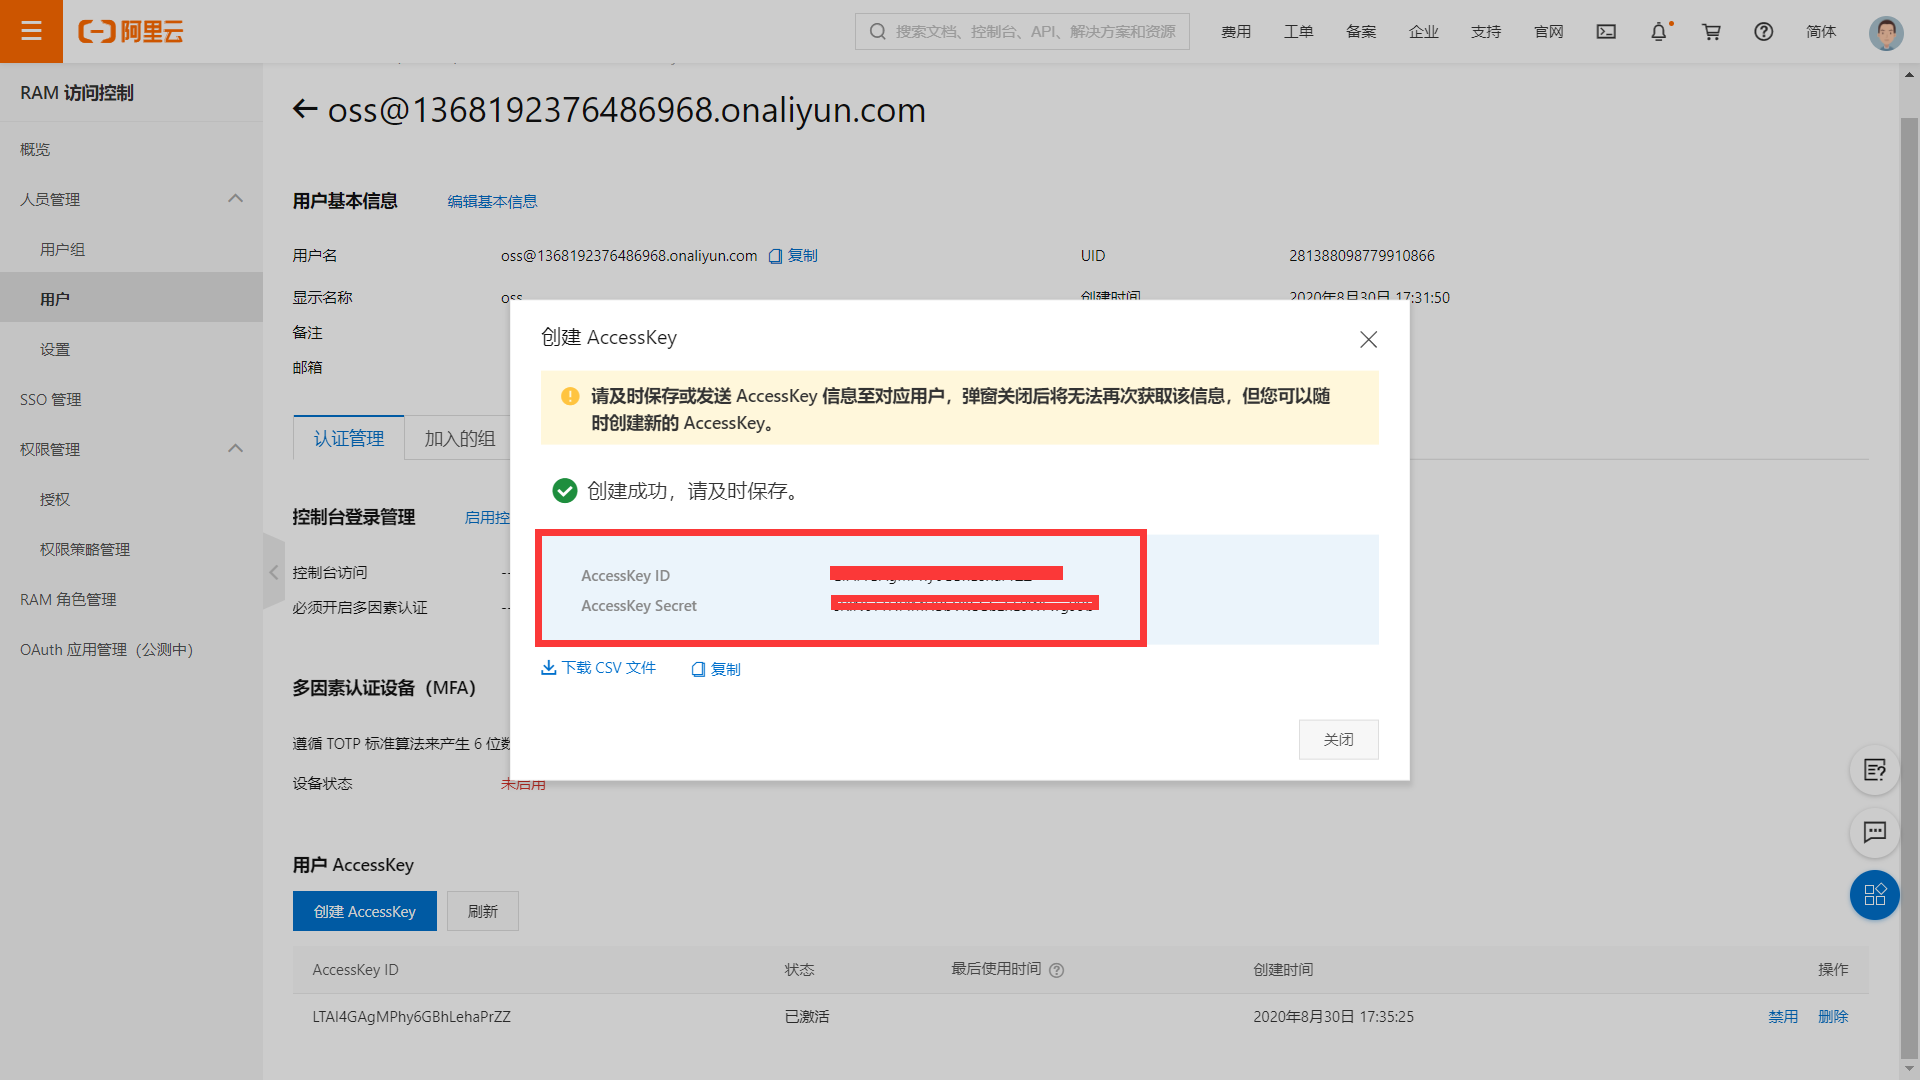 阿里云
搜索文档、控制台、API、解决方案和资源
费用
工单
备案
企业
支持
官网
简体
RAM 访问控制
概览
人员管理
用户组
用户
设置
SSO 管理
权限管理
授权
权限策略管理
RAM 角色管理
OAuth 应用管理（公测中）
oss@1368192376486968.onaliyun.com
用户基本信息
编辑基本信息
用户名
oss@1368192376486968.onaliyun.com
复制
UID
281388098779910866
显示名称
oss
创建时间
2020年8月30日 17:31:50
备注
邮箱
认证管理
加入的组
控制台登录管理
启用控
控制台访问
--
必须开启多因素认证
--
多因素认证设备（MFA）
遵循 TOTP 标准算法来产生 6 位数
设备状态
未启用
创建 AccessKey
请及时保存或发送 AccessKey 信息至对应用户，弹窗关闭后将无法再次获取该信息，但您可以随
时创建新的 AccessKey。
创建成功，请及时保存。
AccessKey ID
AccessKey Secret
下载 CSV 文件
复制
关闭
用户 AccessKey
创建 AccessKey
刷新
AccessKey ID
状态
最后使用时间
创建时间
操作
LTAI4GAgMPhy6GBhLehaPrZZ
已激活
2020年8月30日 17:35:25
禁用
删除